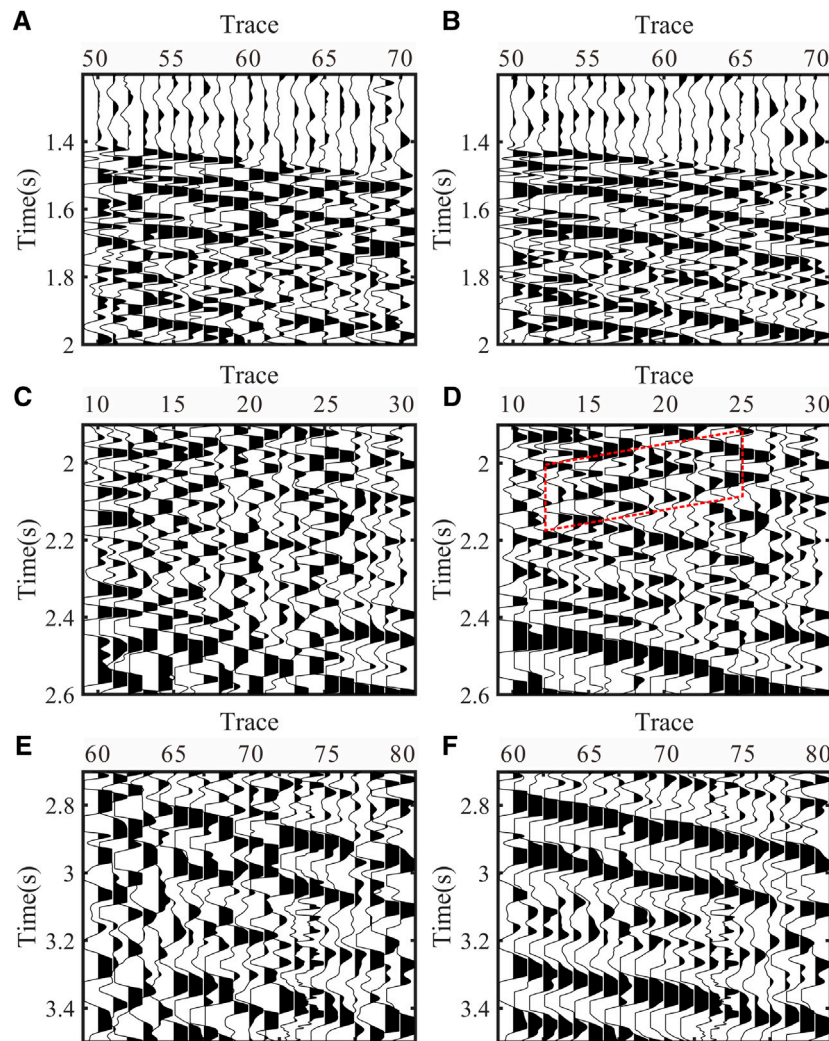 A Trace B Trace
50 55 60 65 70 50 55 60 65 70
1.4 1.4
1.6 1.6
1.8 1.8
2 2
Time(s) Time(s)
C Trace D Trace
10 15 20 25 30 10 15 20 25 30
2 2
2.2 2.2
2.4 2.4
2.6 2.6
Time(s) Time(s)
E Trace F Trace
60 65 70 75 80 60 65 70 75 80
2.8 2.8
3 3
3.2 3.2
3.4 3.4
Time(s) Time(s)